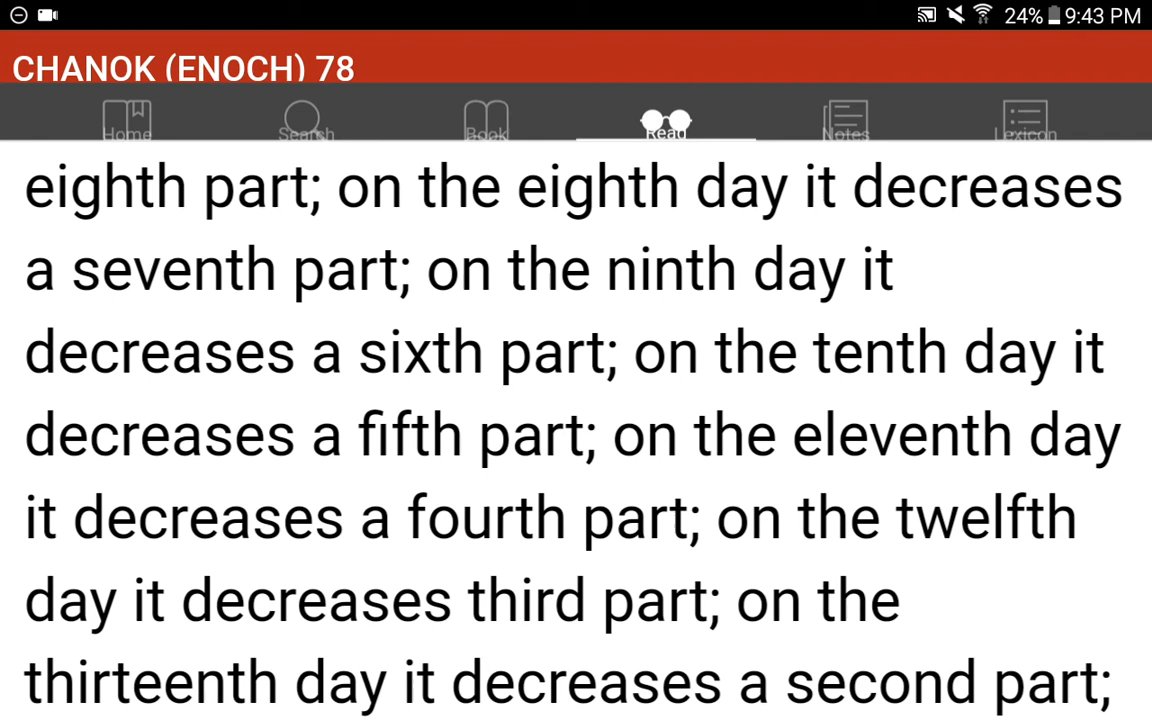 24% 9:43 PM
CHANOK (ENOCH) 78
Home Search Book Read Notes Lexicon
eighth part; on the eighth day it decreases
a seventh part; on the ninth day it
decreases a sixth part; on the tenth day it
decreases a fifth part; on the eleventh day
it decreases a fourth part; on the twelfth
day it decreases third part; on the
thirteenth day it decreases a second part;